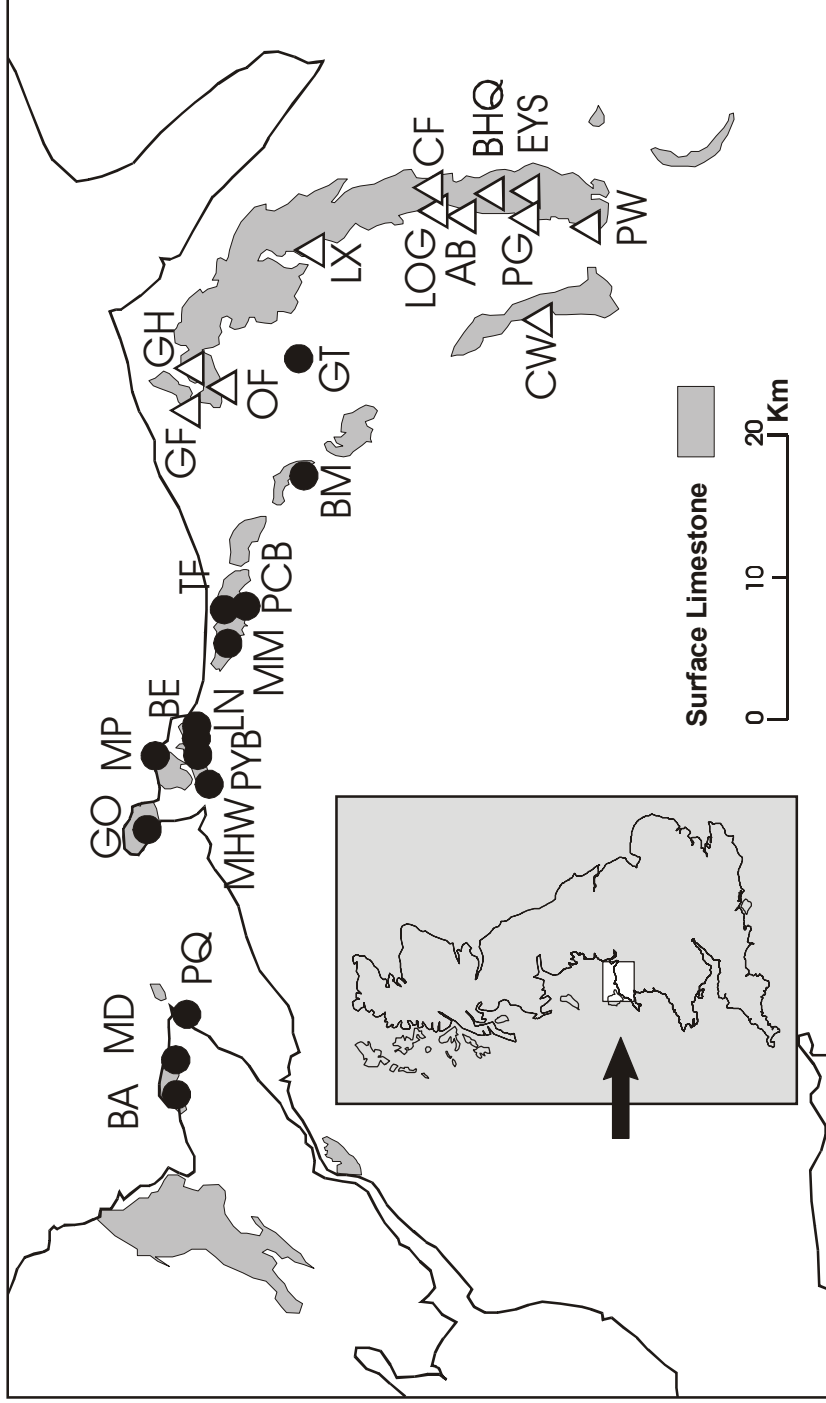 BA
MD
PQ
GO
MP
BE
LN
PYB
MHW
TF
PCB
MM
BM
GF
GH
OF
GT
LX
CF
LOG
AB
BHQ
EYS
PG
PW
CW
Surface Limestone
0 10 20
Km